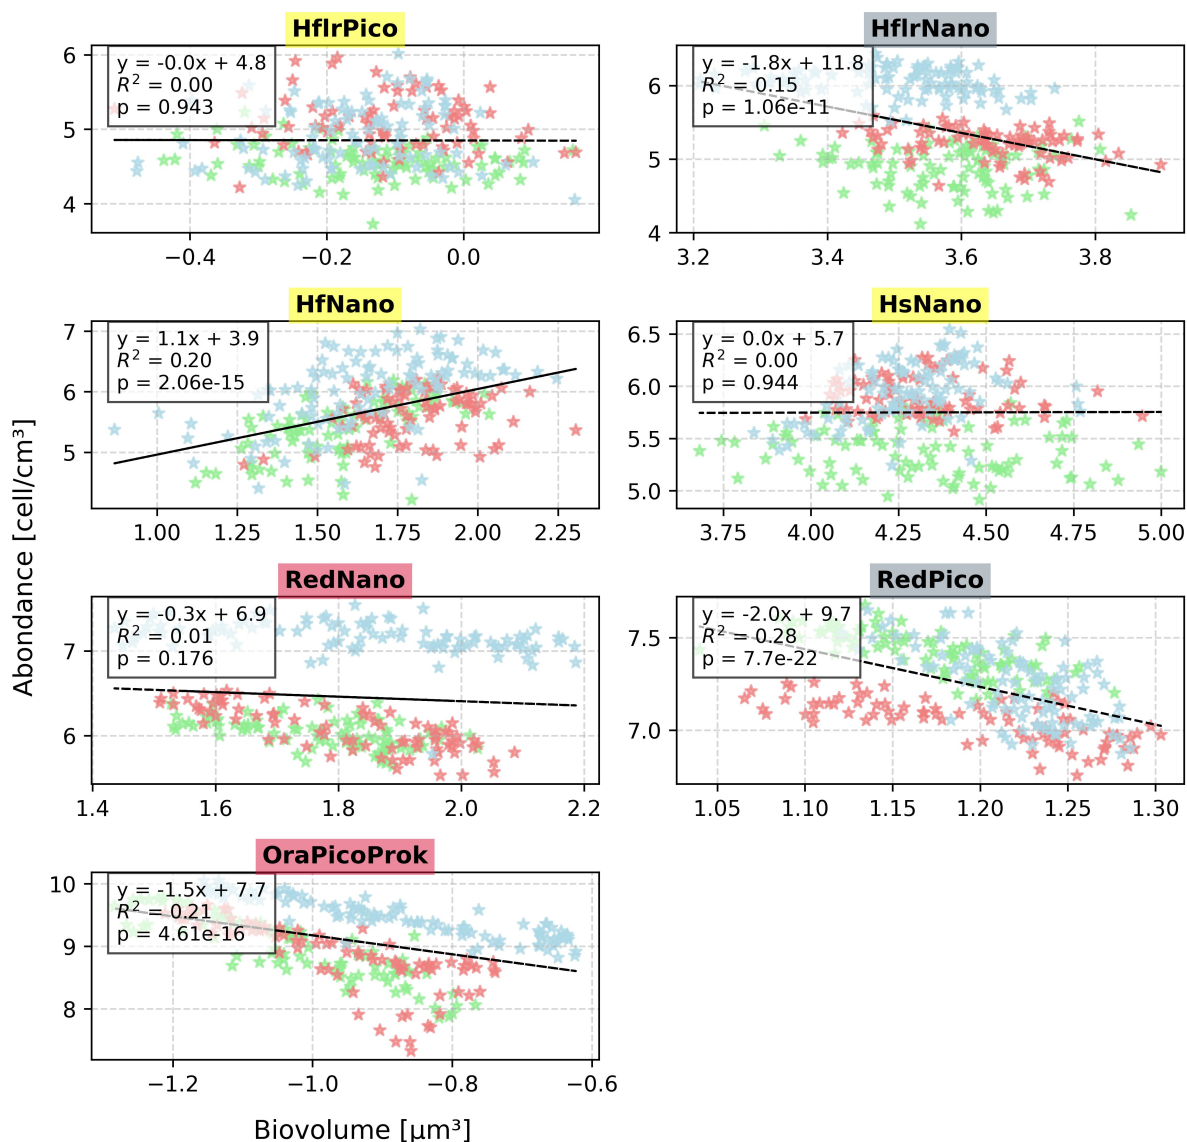 HflrPico
HflrNano
y = -0.0x + 4.8
R² = 0.00
p = 0.943
6
5
4
−0.4
−0.2
0.0
y = -1.8x + 11.8
R² = 0.15
p = 1.06e-11
6
5
4
3.2
3.4
3.6
3.8
HfNano
HsNano
y = 1.1x + 3.9
R² = 0.20
p = 2.06e-15
7
6
5
1.00
1.25
1.50
1.75
2.00
2.25
y = 0.0x + 5.7
R² = 0.00
p = 0.944
6.5
6.0
5.5
5.0
3.75
4.00
4.25
4.50
4.75
5.00
Abondance [cell/cm³]
RedNano
RedPico
y = -0.3x + 6.9
R² = 0.01
p = 0.176
7
6
1.4
1.6
1.8
2.0
2.2
y = -2.0x + 9.7
R² = 0.28
p = 7.7e-22
7.5
7.0
1.05
1.10
1.15
1.20
1.25
1.30
OraPicoProk
y = -1.5x + 7.7
R² = 0.21
p = 4.61e-16
10
9
8
−1.2
−1.0
−0.8
−0.6
Biovolume [μm³]